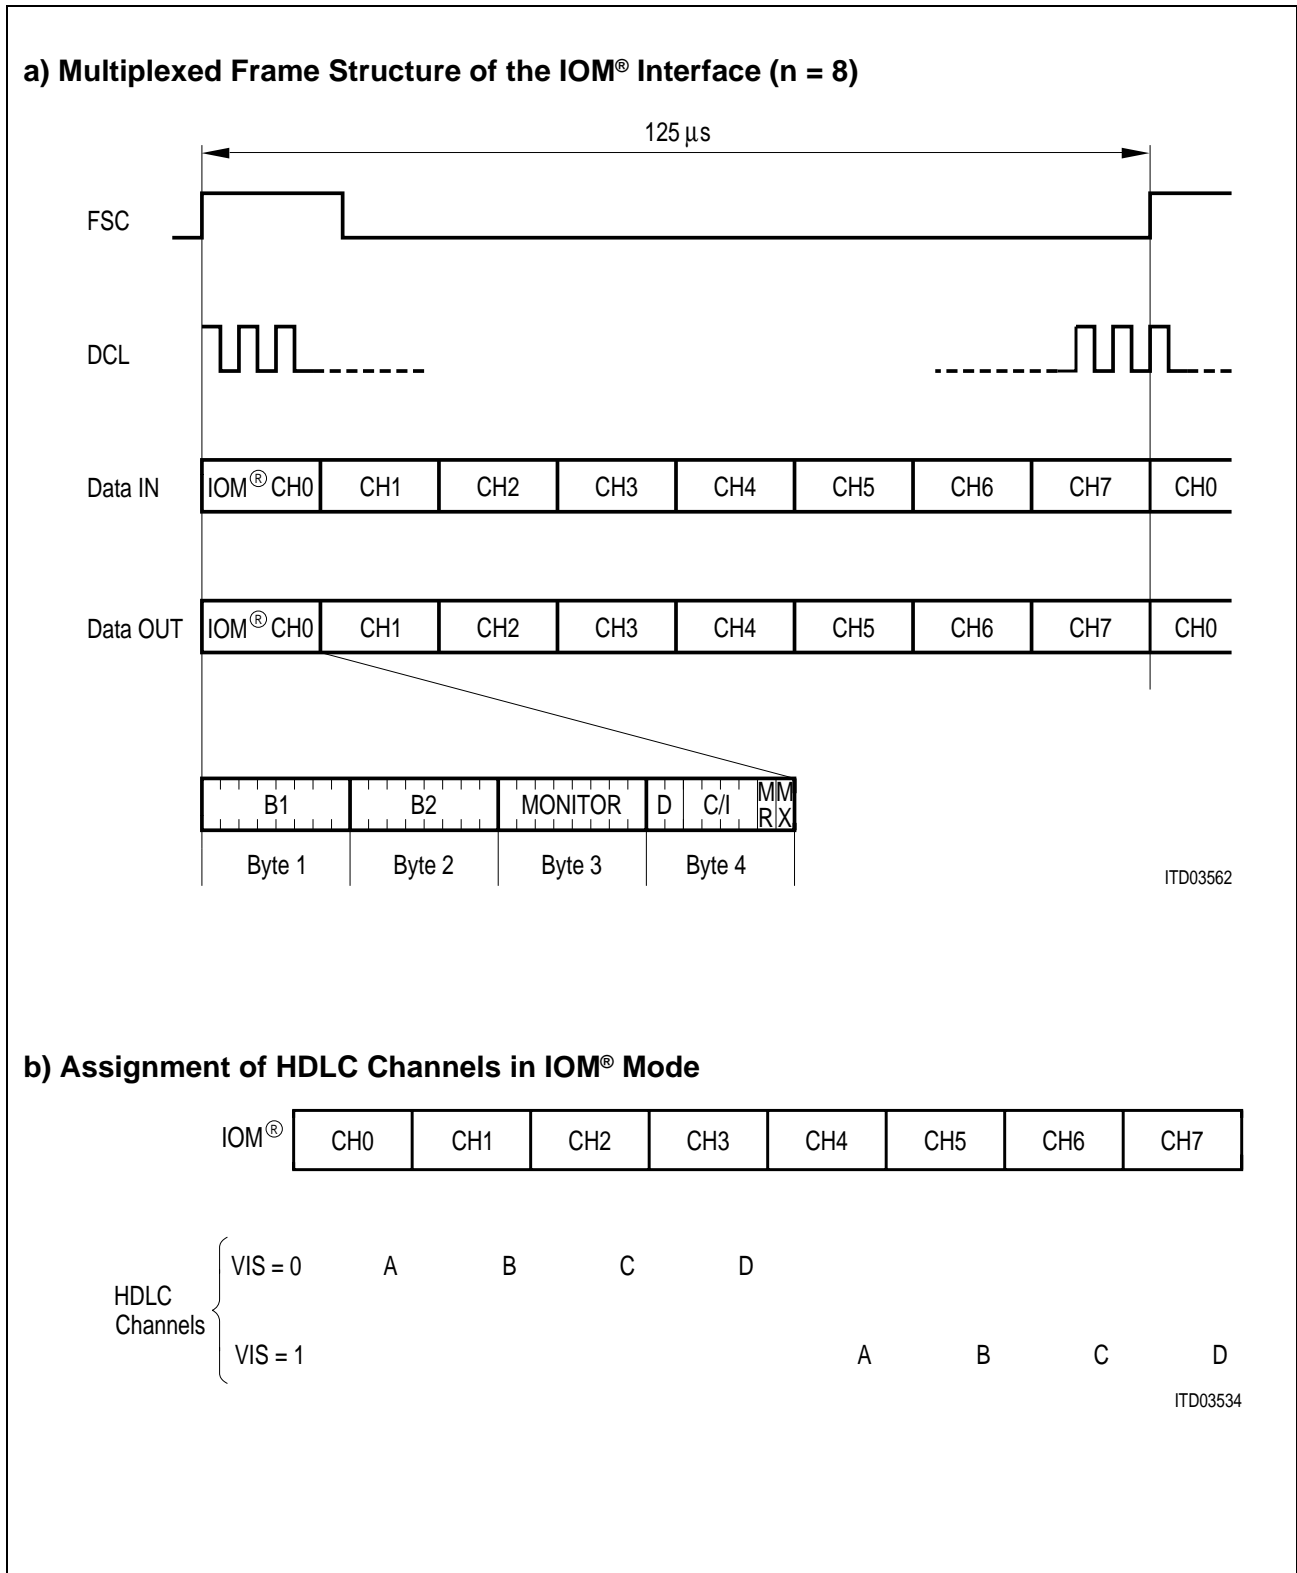 a) Multiplexed Frame Structure of the IOM® Interface (n = 8)
125 µs
FSC
DCL
Data IN IOM® CH0 CH1 CH2 CH3 CH4 CH5 CH6 CH7 CH0
Data OUT IOM® CH0 CH1 CH2 CH3 CH4 CH5 CH6 CH7 CH0
B1 B2 MONITOR D C/I MR MX
Byte 1 Byte 2 Byte 3 Byte 4
ITD03562
b) Assignment of HDLC Channels in IOM® Mode
IOM® CH0 CH1 CH2 CH3 CH4 CH5 CH6 CH7
VIS = 0 A B C D
HDLC
Channels
VIS = 1 A B C D
ITD03534